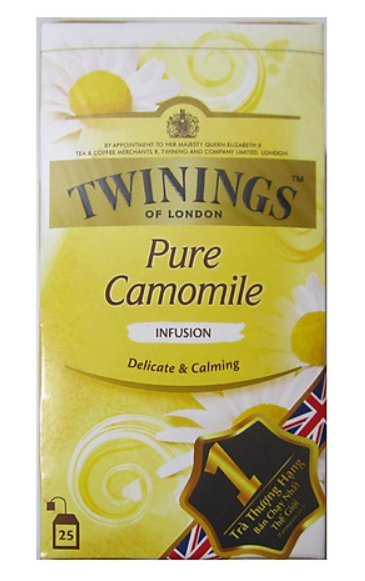 BY APPOINTMENT TO HER MAJESTY QUEEN ELIZABETH II
TEA & COFFEE MERCHANTS R. TWINING AND COMPANY LIMITED. LONDON.
TWININGS™
OF LONDON
Pure
Camomile
INFUSION
Delicate & Calming
1
Trà Thượng Hạng
Bán Chạy Nhất
Thế Giới
25